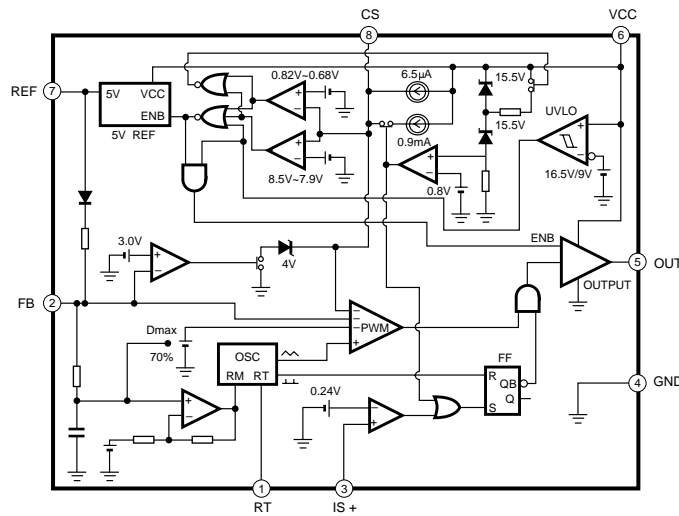 CS
VCC
8
6
REF
7
5V
VCC
ENB
5V REF
0.82V~0.68V
+
−
+
−
8.5V~7.9V
6.5μA
0.9mA
15.5V
15.5V
UVLO
+
−
16.5V/9V
+
−
0.8V
3.0V
+
−
4V
ENB
OUTPUT
5
OUT
FB
2
Dmax
70%
−
−
−
+
PWM
OSC
RM RT
FF
R
QB
Q
S
4
GND
+
−
0.24V
−
+
1
3
RT
IS +